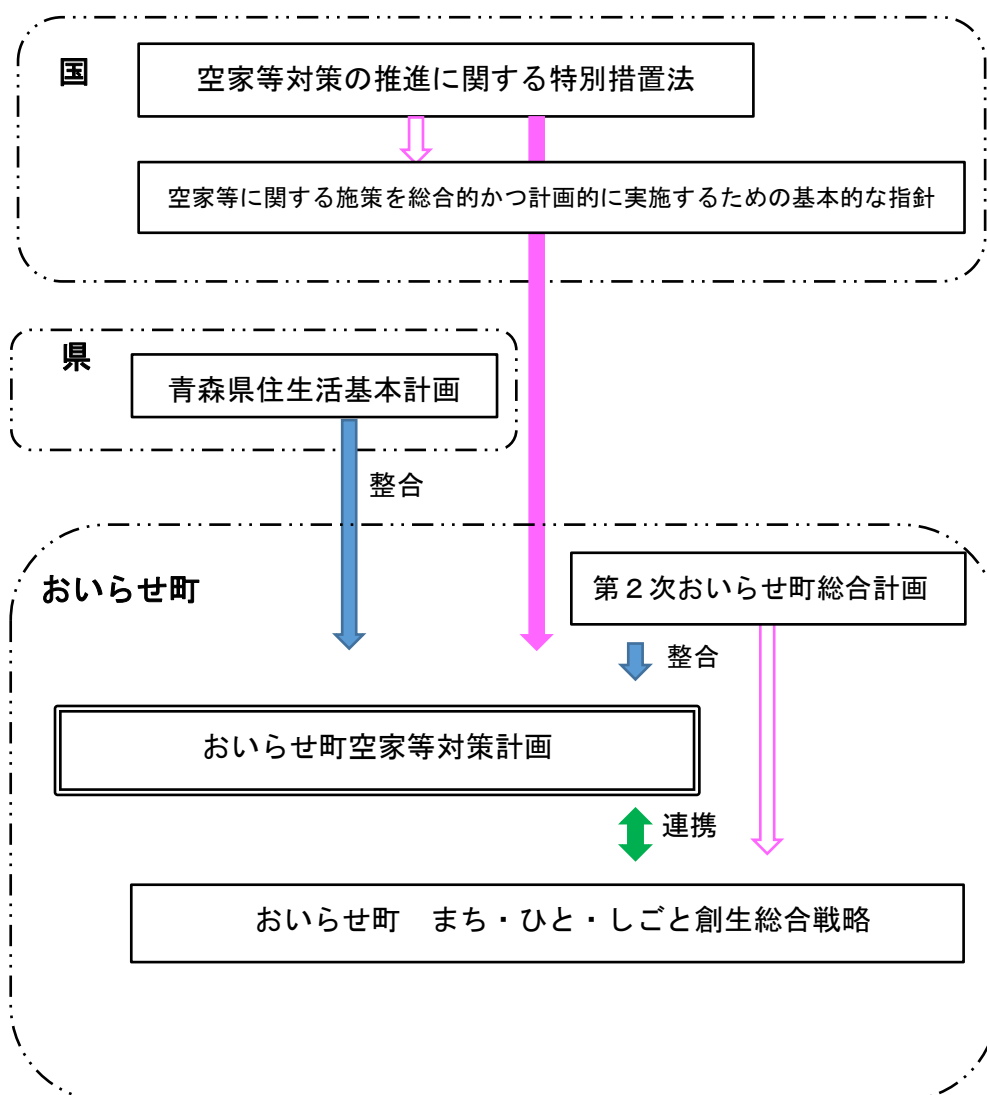 国
空家等対策の推進に関する特別措置法
空家等に関する施策を総合的かつ計画的に実施するための基本的な指針
県
青森県住生活基本計画
整合
おいらせ町
第２次おいらせ町総合計画
整合
おいらせ町空家等対策計画
連携
おいらせ町　まち・ひと・しごと創生総合戦略